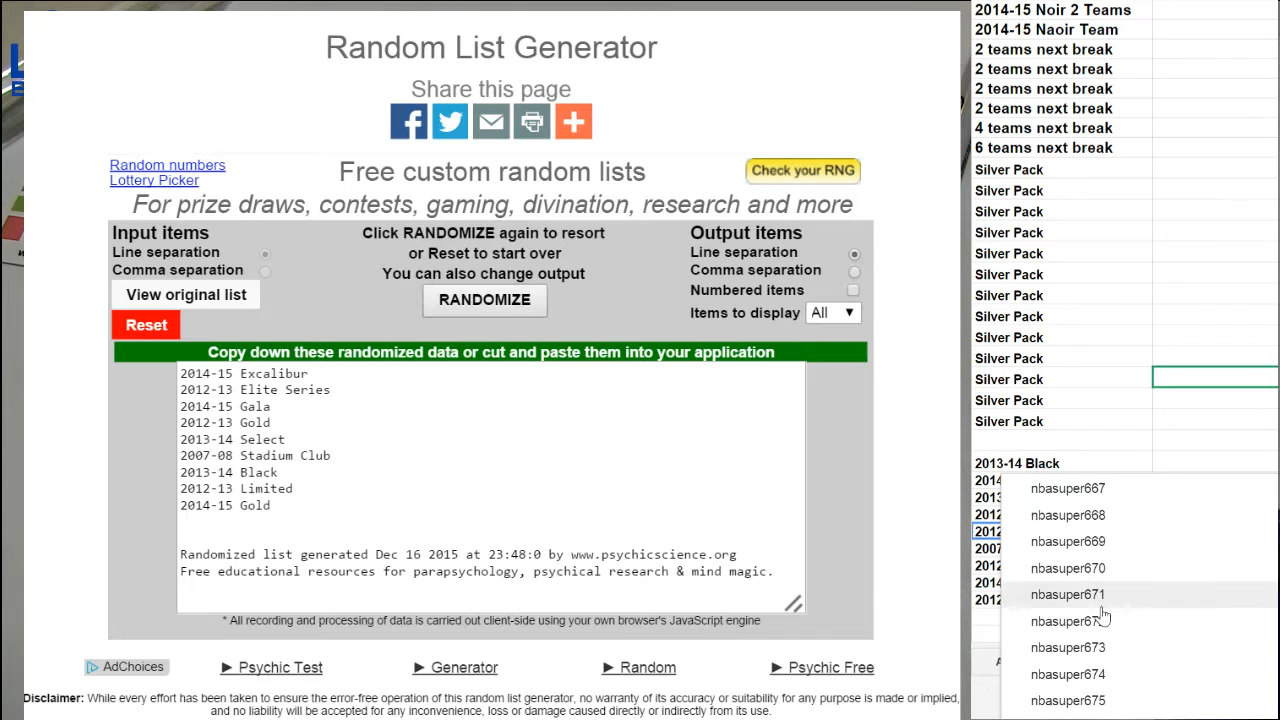 Random List Generator
Share this page
Random numbers
Lottery Picker
Free custom random lists
Check your RNG
For prize draws, contests, gaming, divination, research and more
Input items
Line separation
Comma separation
View original list
Reset
Click RANDOMIZE again to resort
or Reset to start over
You can also change output
RANDOMIZE
Output items
Line separation
Comma separation
Numbered items
Items to display All
Copy down these randomized data or cut and paste them into your application
2014-15 Excalibur
2012-13 Elite Series
2014-15 Gala
2012-13 Gold
2013-14 Select
2007-08 Stadium Club
2013-14 Black
2012-13 Limited
2014-15 Gold
Randomized list generated Dec 16 2015 at 23:48:0 by www.psychicscience.org
Free educational resources for parapsychology, psychical research & mind magic.
* All recording and processing of data is carried out client-side using your own browser's JavaScript engine
AdChoices
► Psychic Test
► Generator
► Random
► Psychic Free
Disclaimer: While every effort has been taken to ensure the error-free operation of this random list generator, no warranty of its accuracy or suitability for any purpose is made or implied,
and no liability will be accepted for any inconvenience, loss or damage caused directly or indirectly from its use.
2014-15 Noir 2 Teams
2014-15 Naoir Team
2 teams next break
2 teams next break
2 teams next break
2 teams next break
4 teams next break
6 teams next break
Silver Pack
Silver Pack
Silver Pack
Silver Pack
Silver Pack
Silver Pack
Silver Pack
Silver Pack
Silver Pack
Silver Pack
Silver Pack
Silver Pack
Silver Pack
2013-14 Black
2014
2013
2012
2012
2007
2012
2014
2012
nbasuper667
nbasuper668
nbasuper669
nbasuper670
nbasuper671
nbasuper673
nbasuper674
nbasuper675